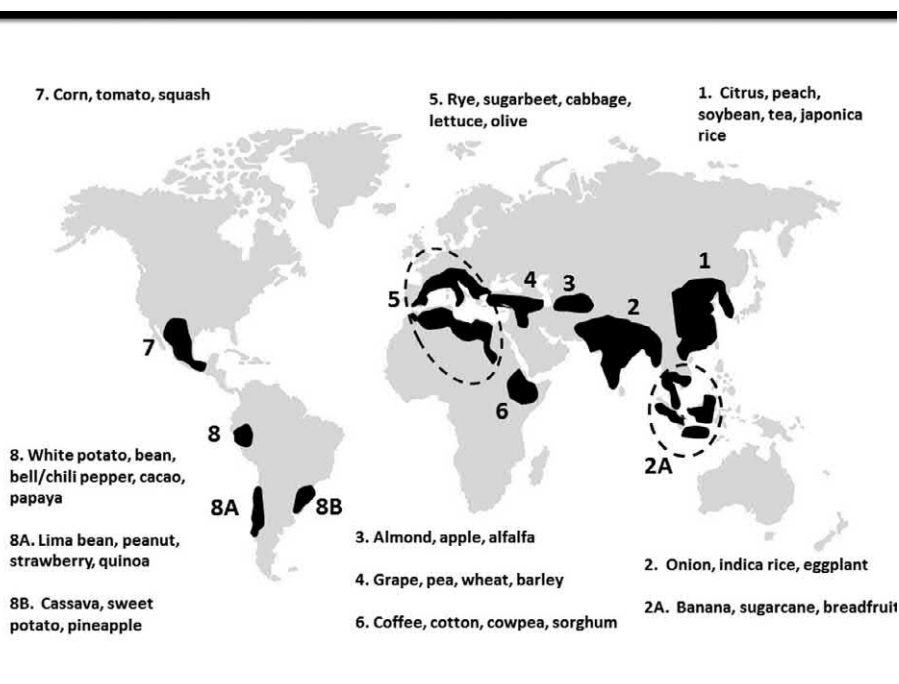 7. Corn, tomato, squash
5. Rye, sugarbeet, cabbage,
lettuce, olive
1. Citrus, peach,
soybean, tea, japonica
rice
1
4
3
5
2
7
6
8
2A
8A
8B
8. White potato, bean,
bell/chili pepper, cacao,
papaya
8A. Lima bean, peanut,
strawberry, quinoa
8B. Cassava, sweet
potato, pineapple
3. Almond, apple, alfalfa
4. Grape, pea, wheat, barley
6. Coffee, cotton, cowpea, sorghum
2. Onion, indica rice, eggplant
2A. Banana, sugarcane, breadfruit